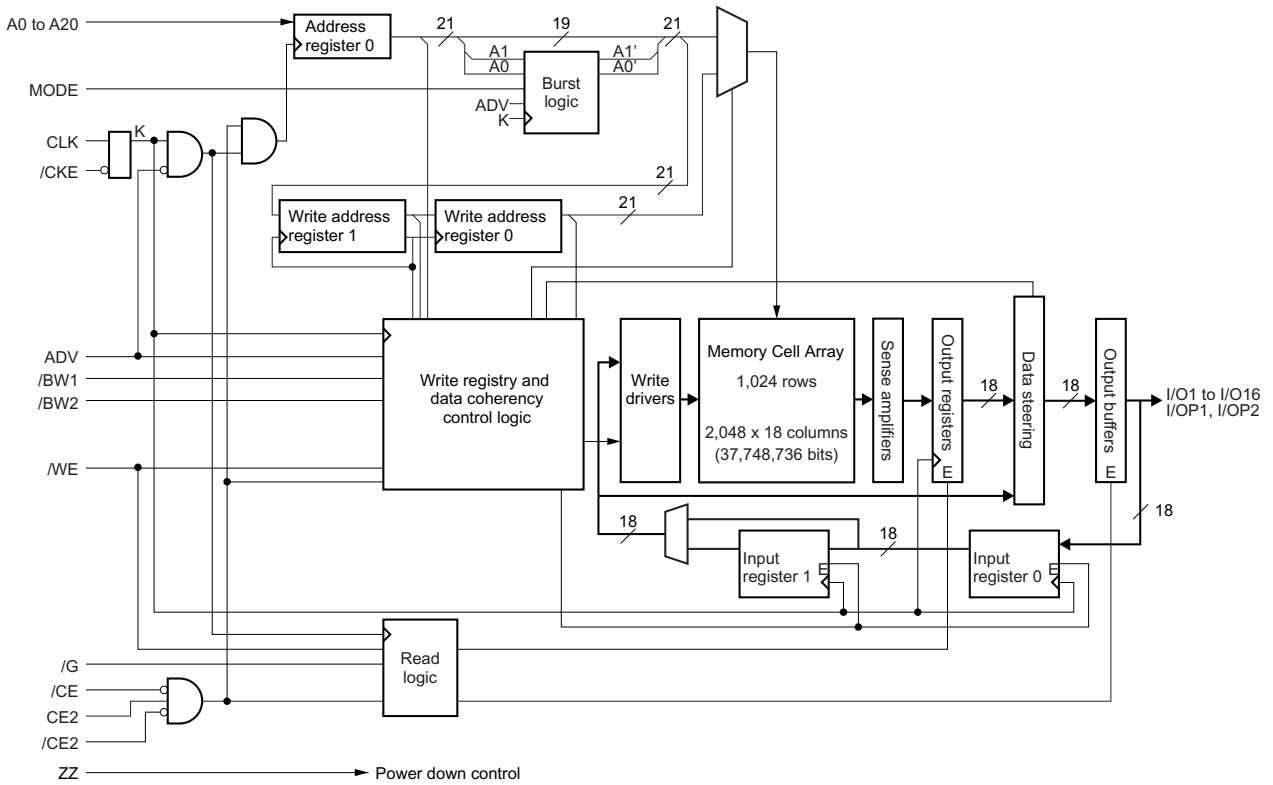 A0 to A20
Address
register 0
21
19
21
A1
A0
A1’
A0’
Burst
logic
MODE
ADV
K
CLK
K
/CKE
21
21
Write address
register 1
Write address
register 0
ADV
/BW1
/BW2
/WE
Write registry and
data coherency
control logic
Write
drivers
Memory Cell Array
1,024 rows
2,048 x 18 columns
(37,748,736 bits)
Sense amplifiers
Output registers
E
18
Data steering
18
Output buffers
E
I/O1 to I/O16
I/OP1, I/OP2
18
18
Input
register 1
E
18
Input
register 0
E
Read
logic
/G
/CE
CE2
/CE2
ZZ
Power down control